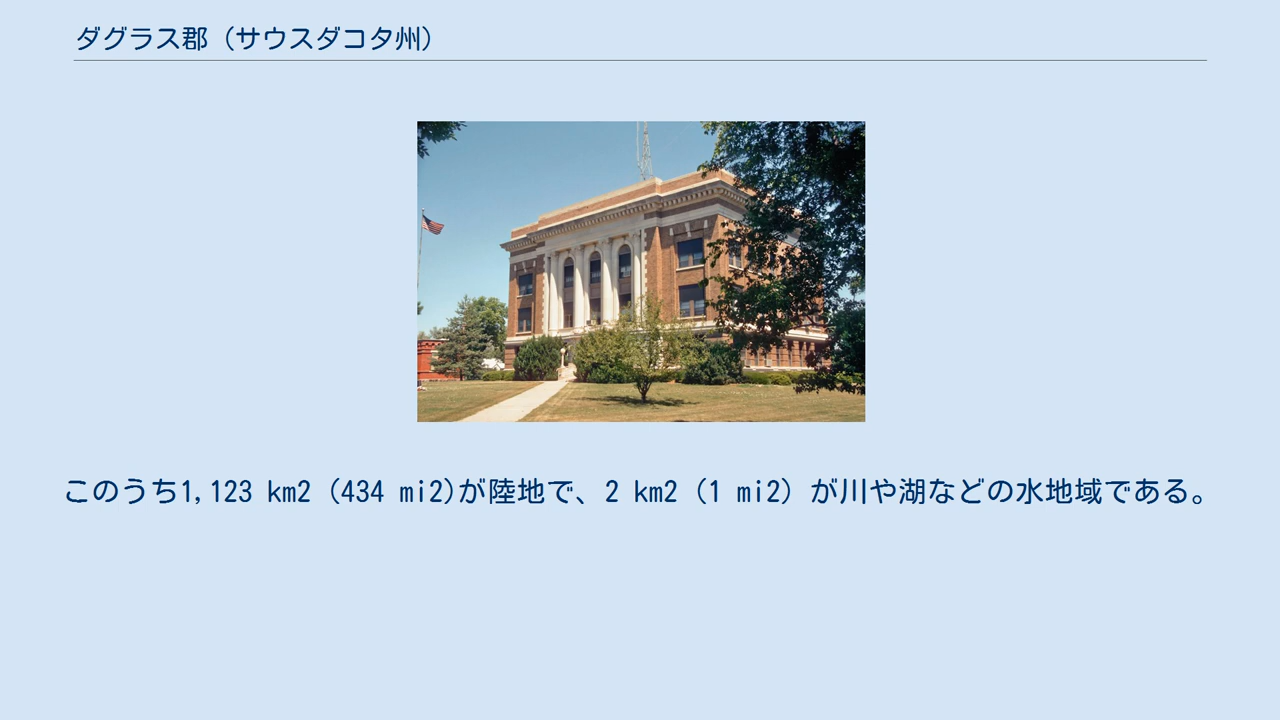 ダグラス郡（サウスダコタ州）
このうち1,123 km2 (434 mi2)が陸地で、2 km2 (1 mi2) が川や湖などの水地域である。